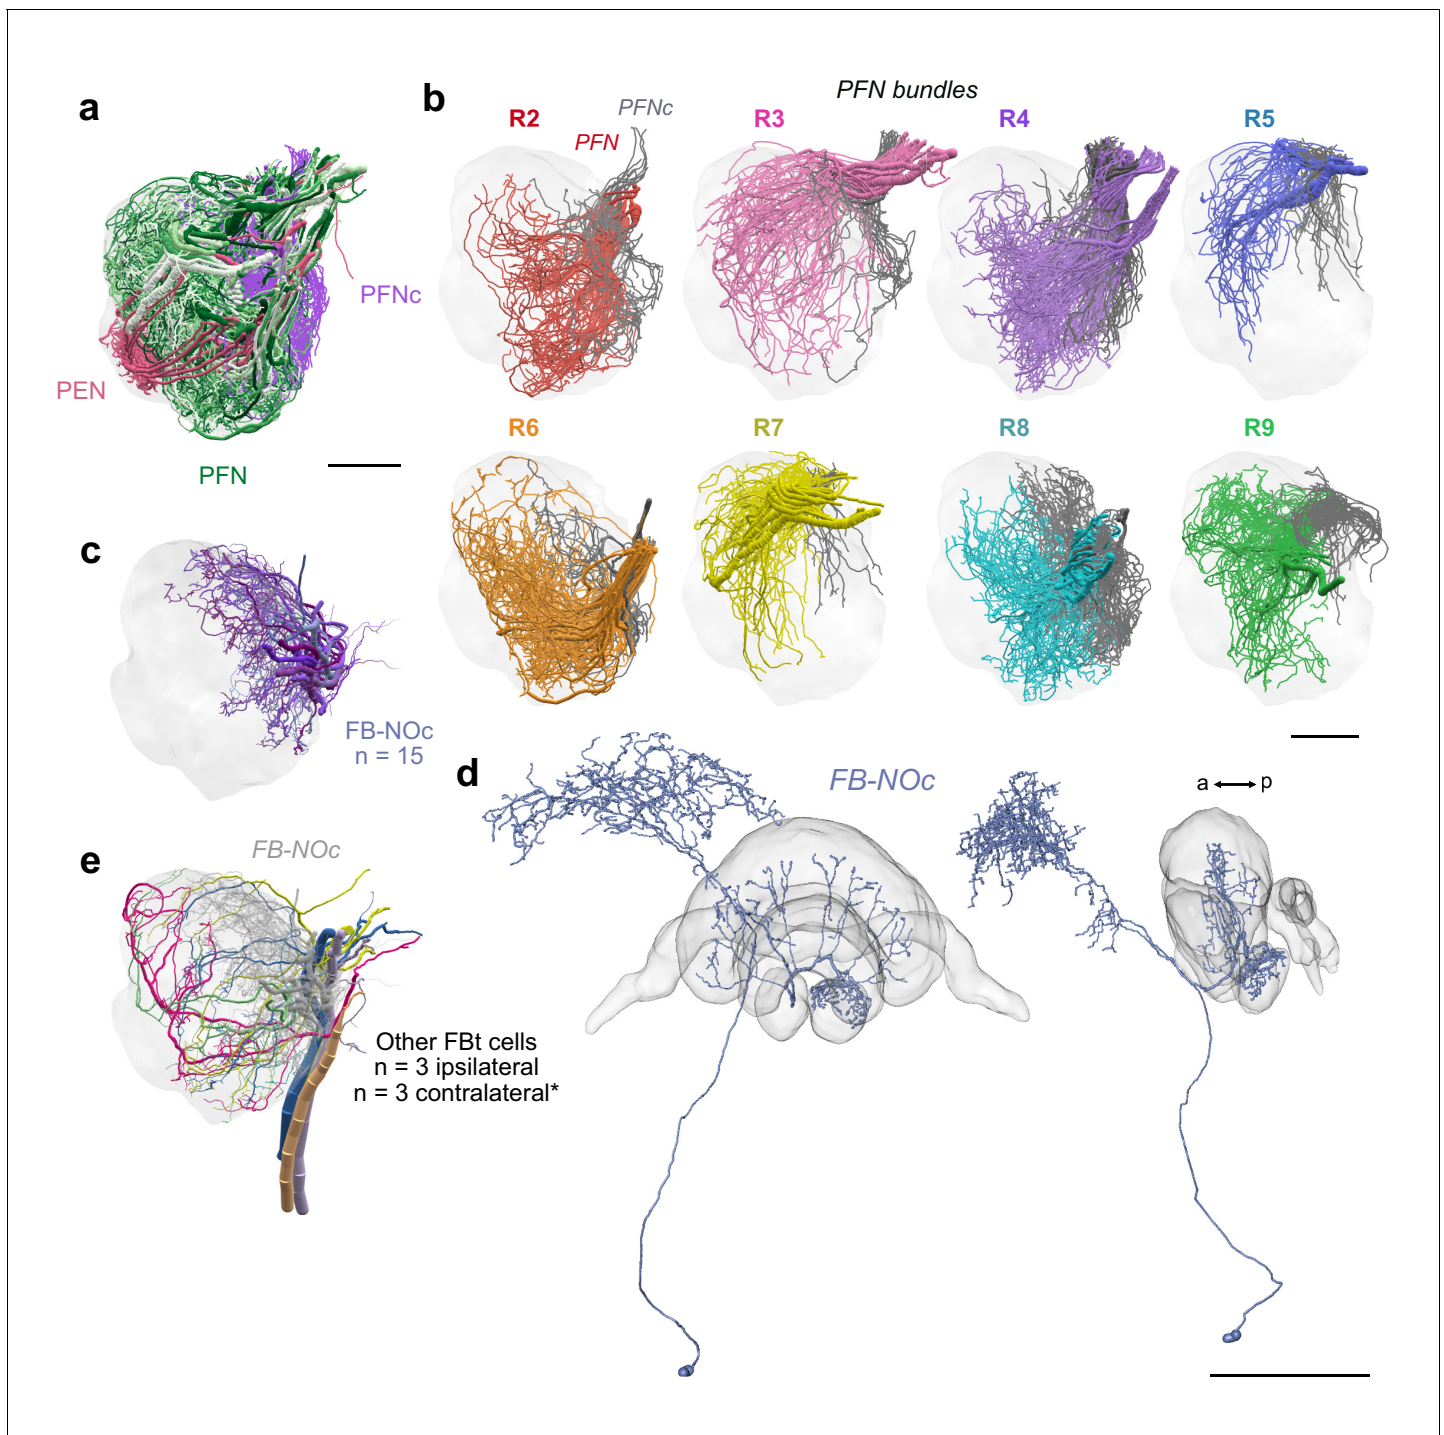 a
PFNc
PEN
PFN
b
PFN bundles
R2
PFN
PFNc
R3
R4
R5
R6
R7
R8
R9
c
FB-NOc
n = 15
d
FB-NOc
a p
e
FB-NOc
Other FBt cells
n = 3 ipsilateral
n = 3 contralateral*